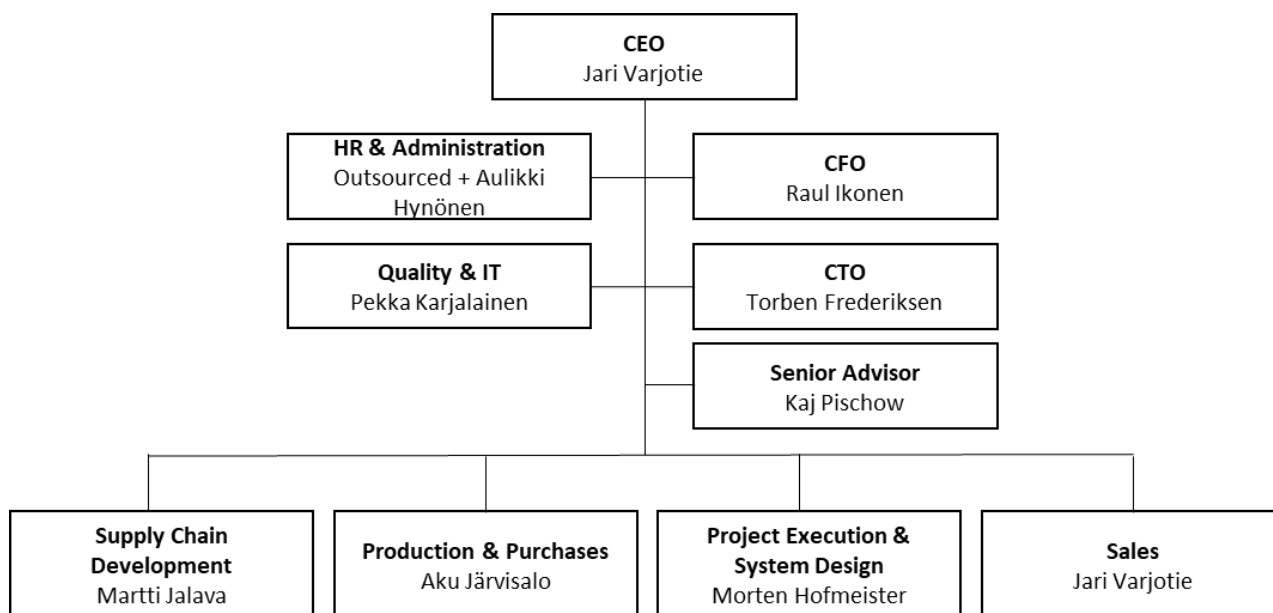 CEO
Jari Varjotie
HR & Administration
Outsourced + Aulikki
Hynönen
CFO
Raul Ikonen
Quality & IT
Pekka Karjalainen
CTO
Torben Frederiksen
Senior Advisor
Kaj Pischow
Supply Chain
Development
Martti Jalava
Production & Purchases
Aku Järvisalo
Project Execution &
System Design
Morten Hofmeister
Sales
Jari Varjotie